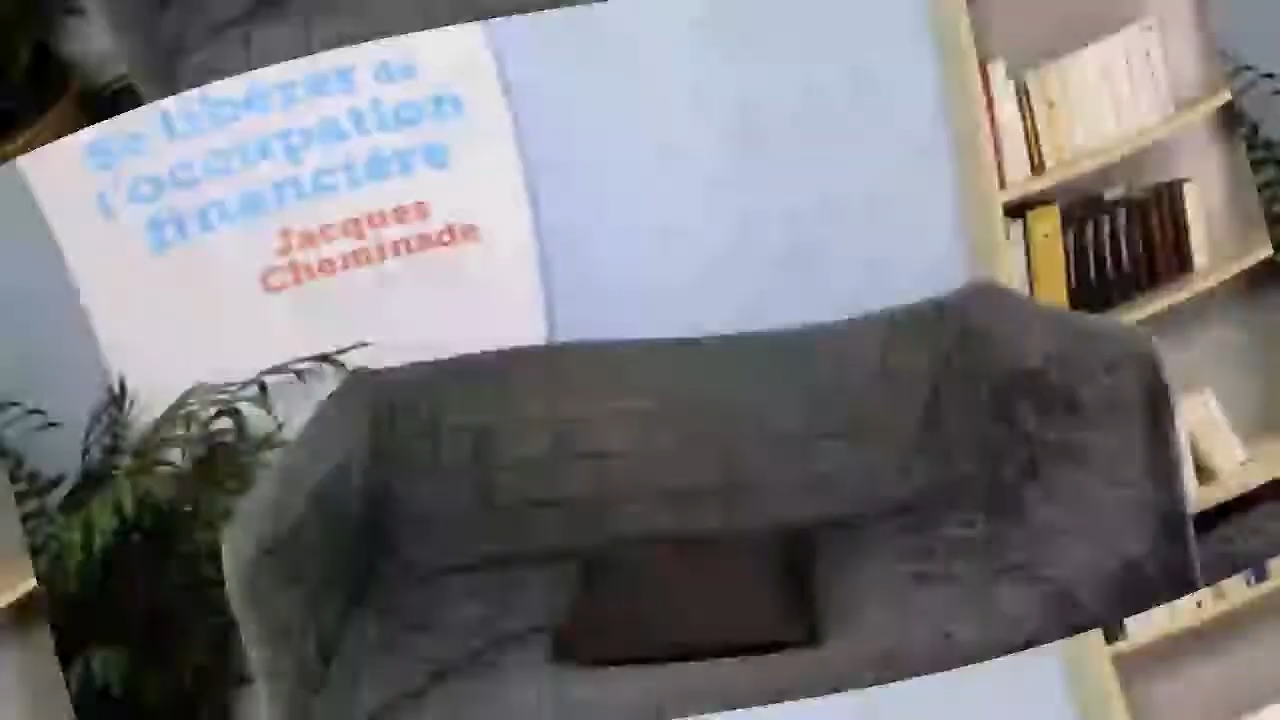 Se libérer de
l'occupation
financière
Jacques
Cheminade